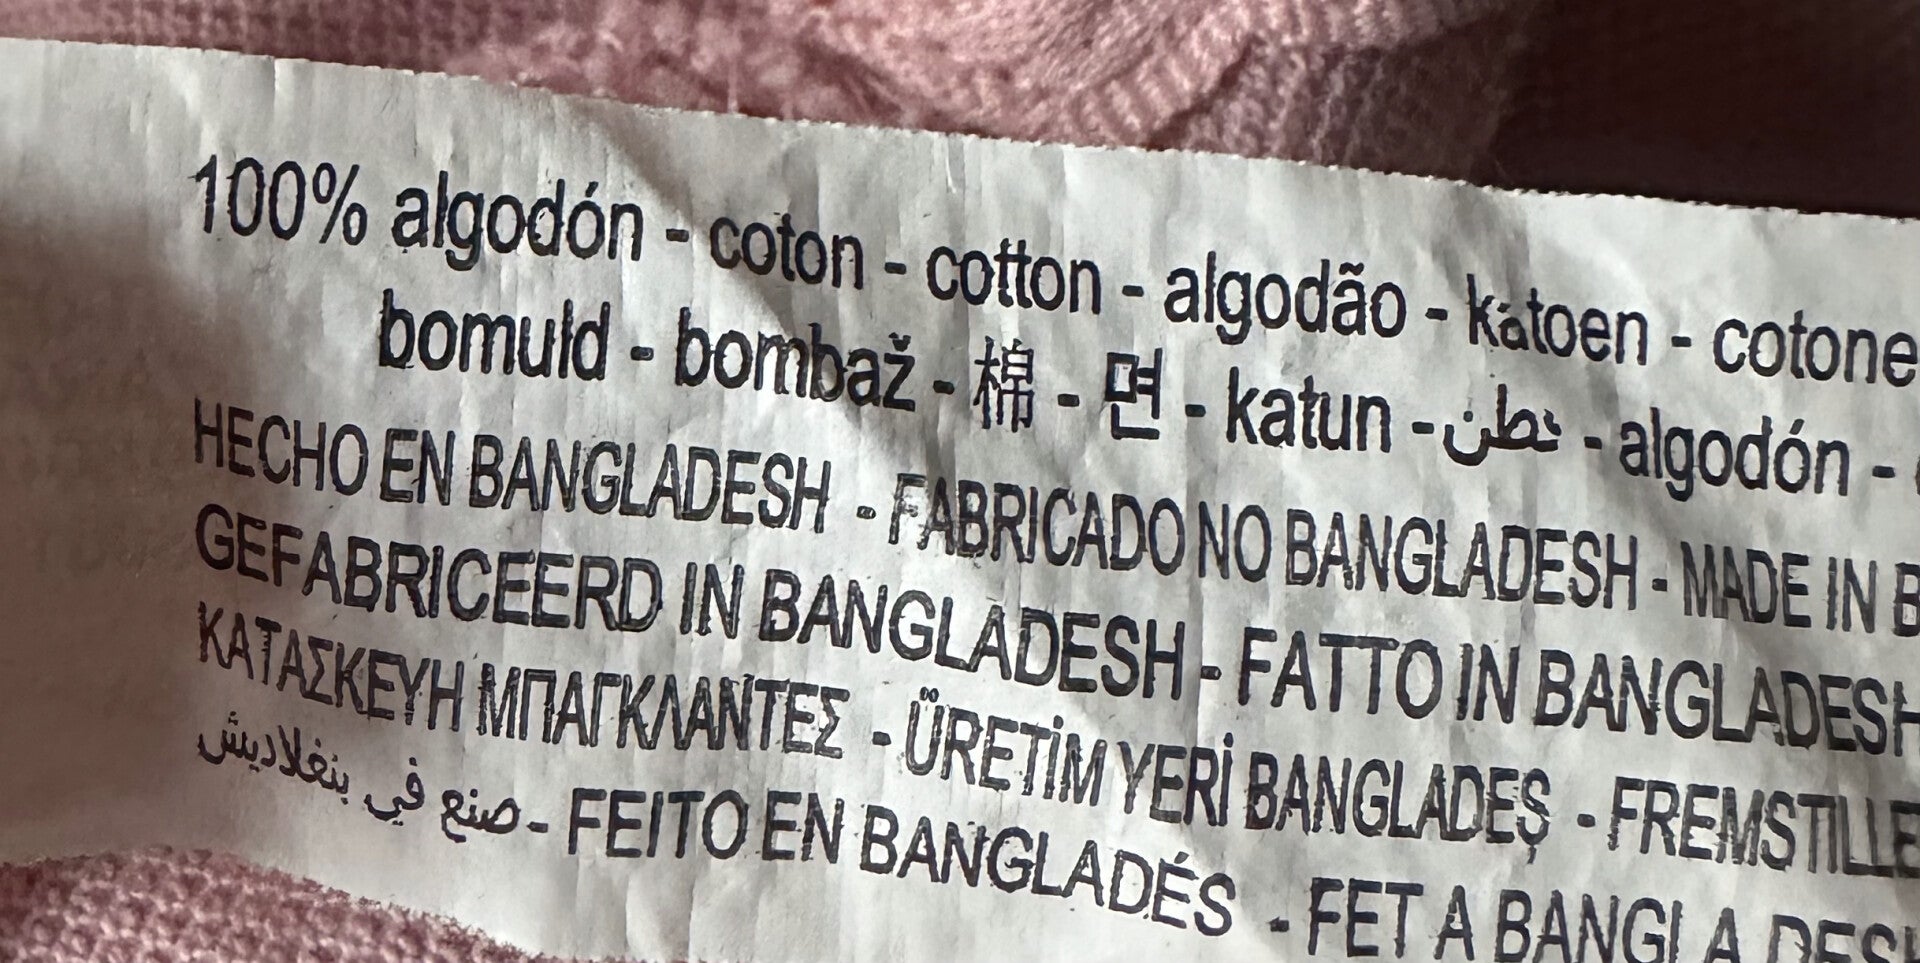 100% algodón - coton - cotton - algodão - katoen - cotone
bomuld - bombaž - 棉 - 면 - katun - قطن - algodón -
HECHO EN BANGLADESH - FABRICADO NO BANGLADESH - MADE IN B
GEFABRICEERD IN BANGLADESH - FATTO IN BANGLADESH
ΚΑΤΑΣΚΕΥΗ ΜΠΑΓΚΛΑΝΤΕΣ - ÜRETİM YERİ BANGLADEŞ - FREMSTILLE
صنع في بنغلاديش - FEITO EN BANGLADÉS - FET A BANGLADESH